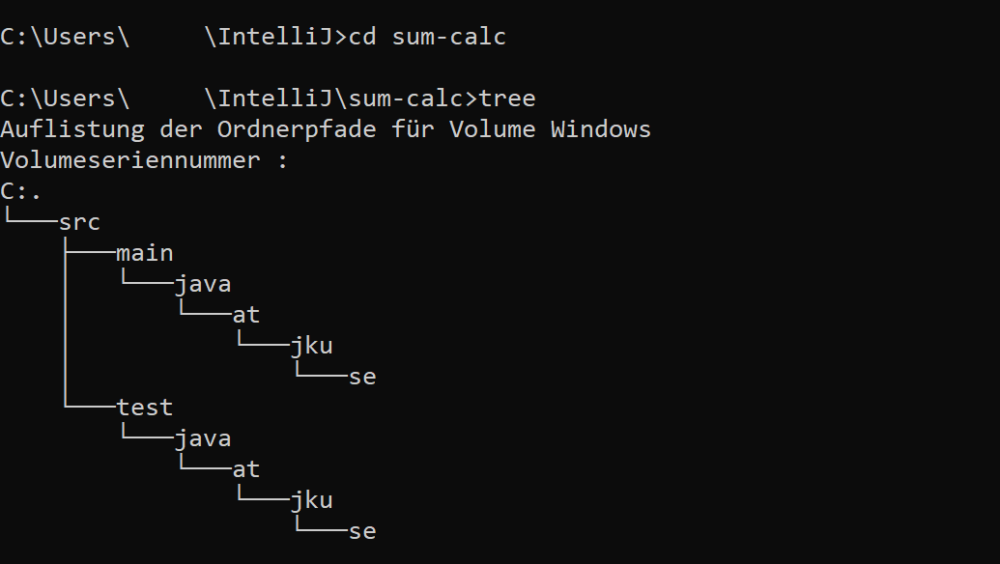 C:\Users\      \IntelliJ>cd sum-calc
C:\Users\      \IntelliJ\sum-calc>tree
Auflistung der Ordnerpfade für Volume Windows
Volumeseriennummer :
C:.
└───src
    ├───main
    │   └───java
    │       └───at
    │           └───jku
    │               └───se
    └───test
        └───java
            └───at
                └───jku
                    └───se